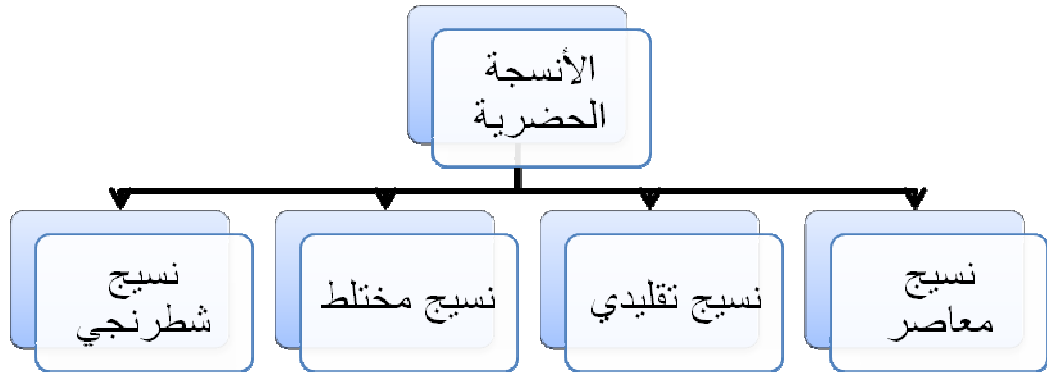 الأنسجة
الحضرية
نسيج
معاصر
نسيج تقليدي
نسيج مختلط
نسيج
شطرنجي